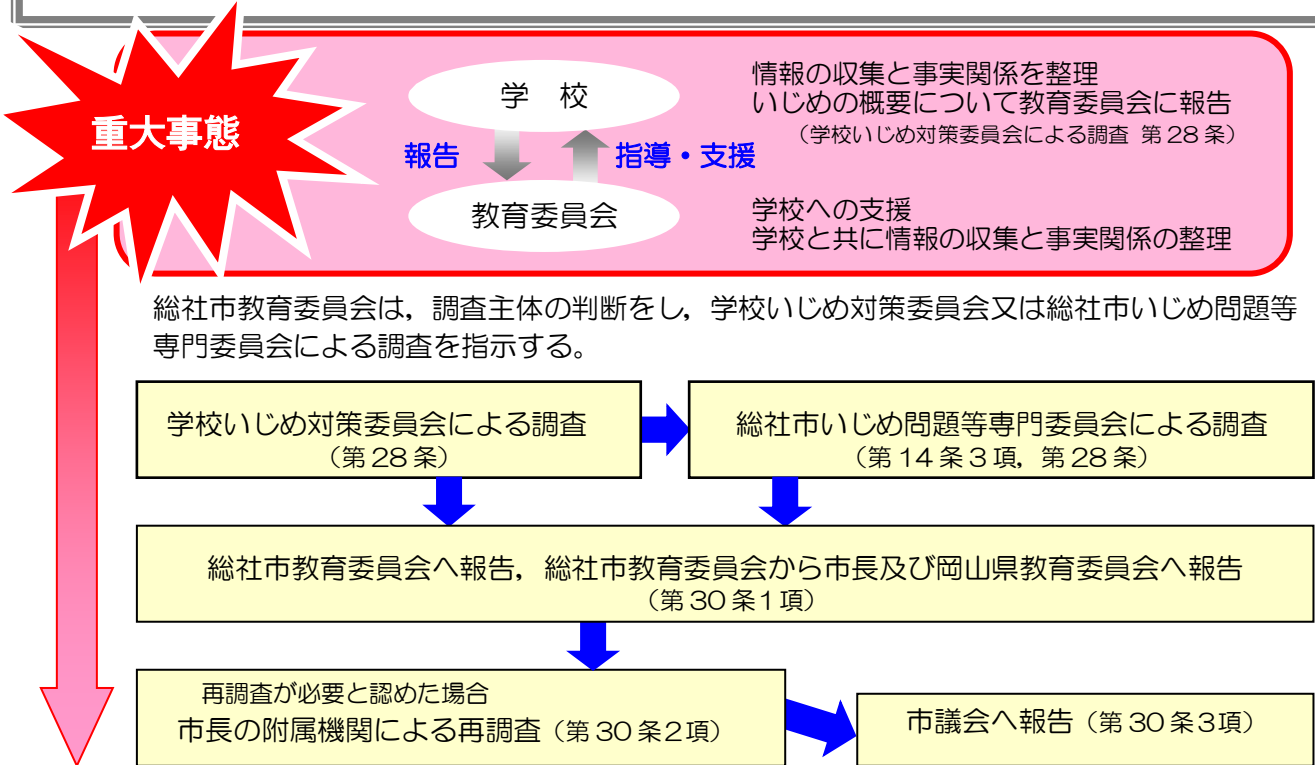 重大事態
学　校
報告
指導・支援
教育委員会
情報の収集と事実関係を整理
いじめの概要について教育委員会に報告
（学校いじめ対策委員会による調査 第２８条）
学校への支援
学校と共に情報の収集と事実関係の整理
総社市教育委員会は，調査主体の判断をし，学校いじめ対策委員会又は総社市いじめ問題等
専門委員会による調査を指示する。
学校いじめ対策委員会による調査
（第２８条）
総社市いじめ問題等専門委員会による調査
（第１４条３項，第２８条）
総社市教育委員会へ報告，総社市教育委員会から市長及び岡山県教育委員会へ報告
（第３０条１項）
再調査が必要と認めた場合
市長の附属機関による再調査（第３０条２項）
市議会へ報告（第３０条３項）